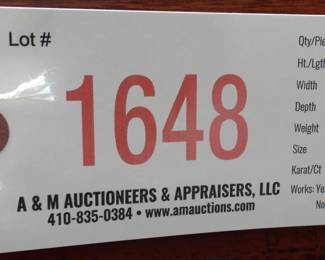 Lot #
1648
A & M AUCTIONEERS & APPRAISERS, LLC
410-835-0384 • www.amauctions.com
Qty/Pie
Ht./Lgth
Width
Depth
Weight
Size
Karat/Ct
Works: Ye
No